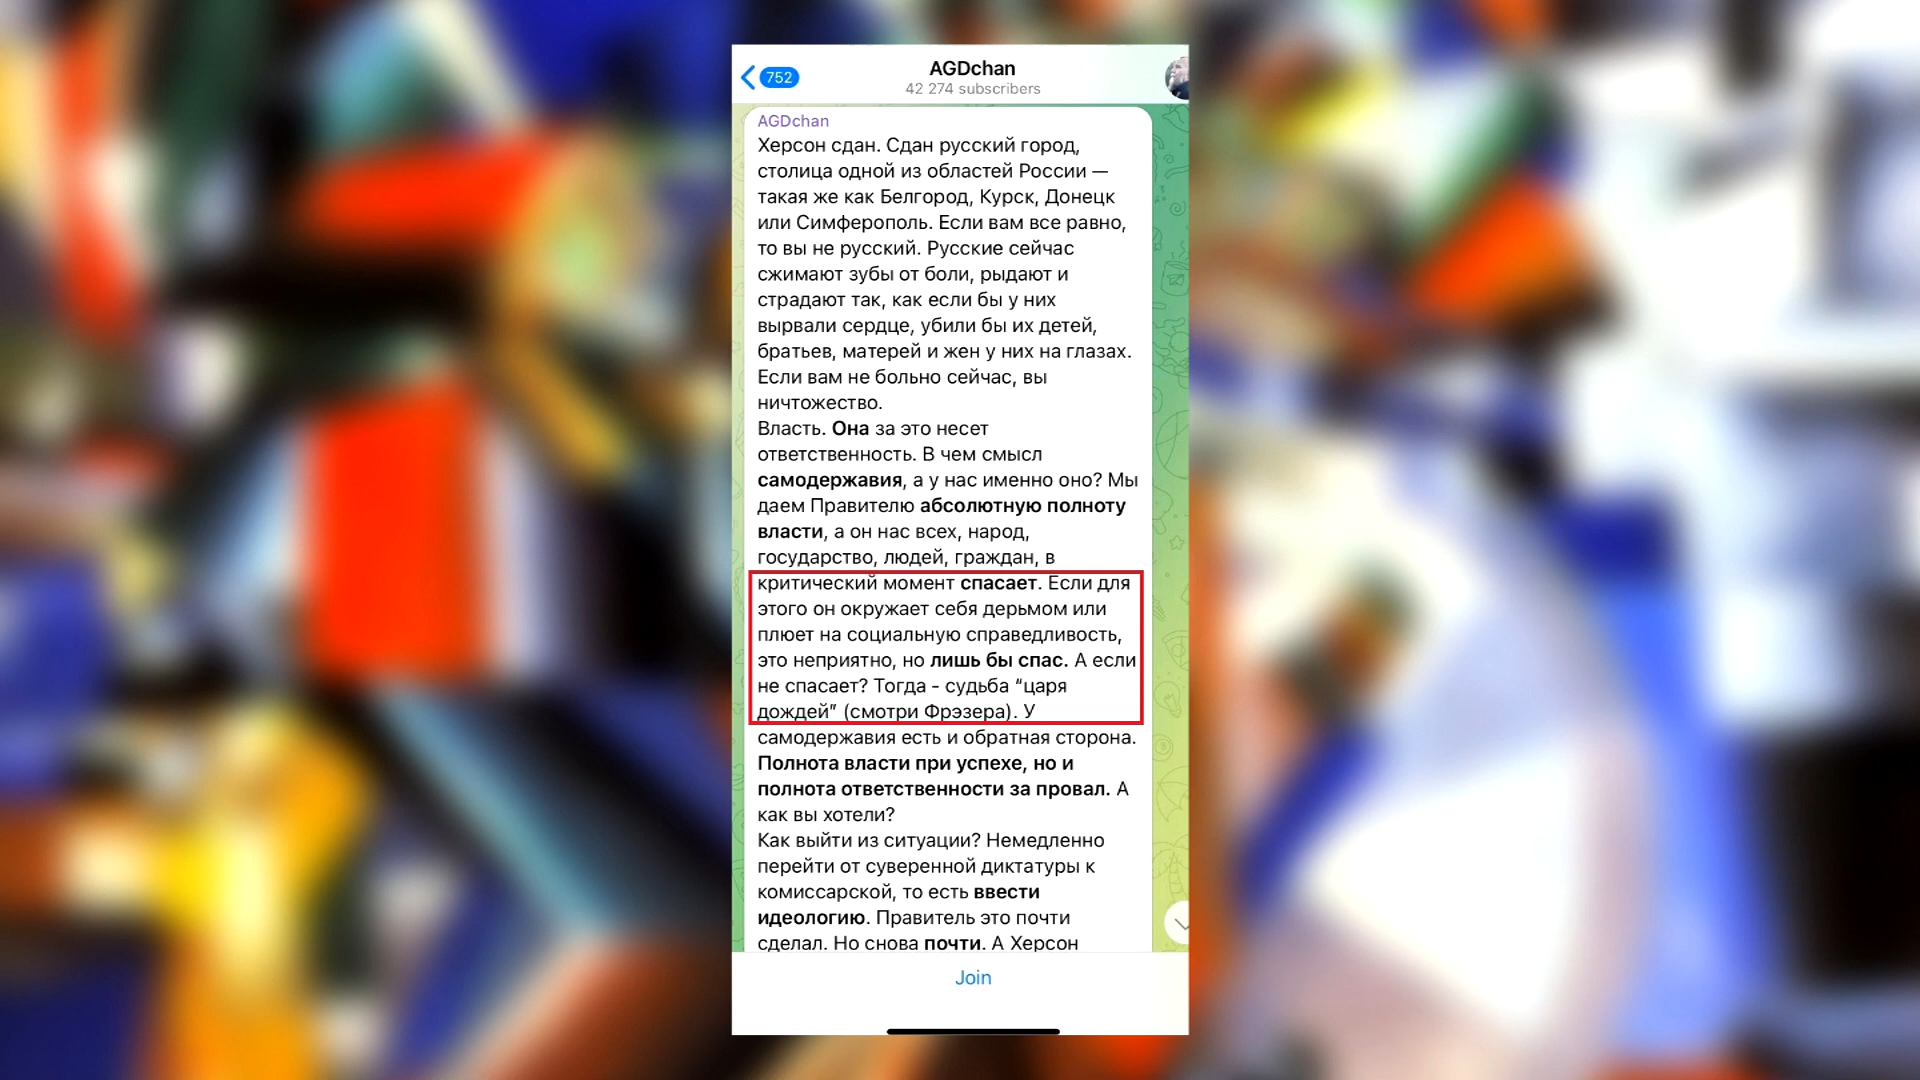 752
AGDchan
42 274 subscribers
AGDchan
Херсон сдан. Сдан русский город,
столица одной из областей России —
такая же как Белгород, Курск, Донецк
или Симферополь. Если вам все равно,
то вы не русский. Русские сейчас
сжимают зубы от боли, рыдают и
страдают так, как если бы у них
вырвали сердце, убили бы их детей,
братьев, матерей и жен у них на глазах.
Если вам не больно сейчас, вы
ничтожество.
Власть. Она за это несет
ответственность. В чем смысл
самодержавия, а у нас именно оно? Мы
даем Правителю абсолютную полноту
власти, а он нас всех, народ,
государство, людей, граждан, в
критический момент спасает. Если для
этого он окружает себя дерьмом или
плюет на социальную справедливость,
это неприятно, но лишь бы спас. А если
не спасает? Тогда - судьба “царя
дождей” (смотри Фрэзера). У
самодержавия есть и обратная сторона.
Полнота власти при успехе, но и
полнота ответственности за провал. А
как вы хотели?
Как выйти из ситуации? Немедленно
перейти от суверенной диктатуры к
комиссарской, то есть ввести
идеологию. Правитель это почти
сделал. Но снова почти. А Херсон
Join